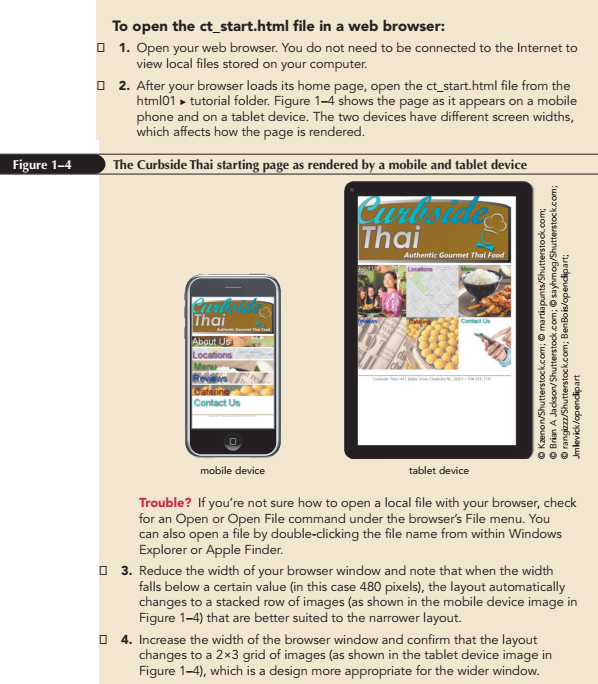 To open the ct_start.html file in a web browser:
1. Open your web browser. You do not need to be connected to the Internet to
view local files stored on your computer.
2. After your browser loads its home page, open the ct_start.html file from the
html01 ▸ tutorial folder. Figure 1–4 shows the page as it appears on a mobile
phone and on a tablet device. The two devices have different screen widths,
which affects how the page is rendered.
Figure 1–4
The Curbside Thai starting page as rendered by a mobile and tablet device
Curbside
Thai
Authentic Gourmet Thai Food
About Us
Locations
Menu
Reviews
Catering
Contact Us
mobile device
Curbside
Thai
Authentic Gourmet Thai Food
About Us
Locations
Menu
Reviews
Catering
Contact Us
tablet device
© Kzenon/Shutterstock.com; © martiapunts/Shutterstock.com;
© Brian A Jackson/Shutterstock.com; © sayhmog/Shutterstock.com;
© rangizzz/Shutterstock.com; BenBois/openclipart;
Jmlevick/openclipart
Trouble? If you're not sure how to open a local file with your browser, check
for an Open or Open File command under the browser's File menu. You
can also open a file by double-clicking the file name from within Windows
Explorer or Apple Finder.
3. Reduce the width of your browser window and note that when the width
falls below a certain value (in this case 480 pixels), the layout automatically
changes to a stacked row of images (as shown in the mobile device image in
Figure 1–4) that are better suited to the narrower layout.
4. Increase the width of the browser window and confirm that the layout
changes to a 2×3 grid of images (as shown in the tablet device image in
Figure 1–4), which is a design more appropriate for the wider window.